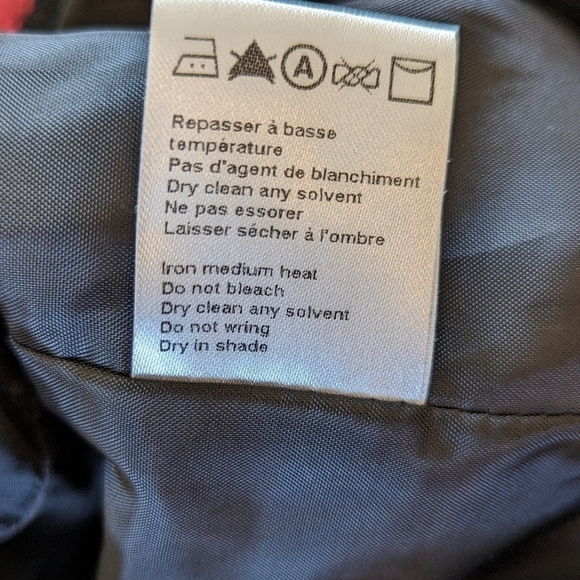 A
Repasser à basse
température
Pas d'agent de blanchiment
Dry clean any solvent
Ne pas essorer
Laisser sécher à l'ombre
Iron medium heat
Do not bleach
Dry clean any solvent
Do not wring
Dry in shade